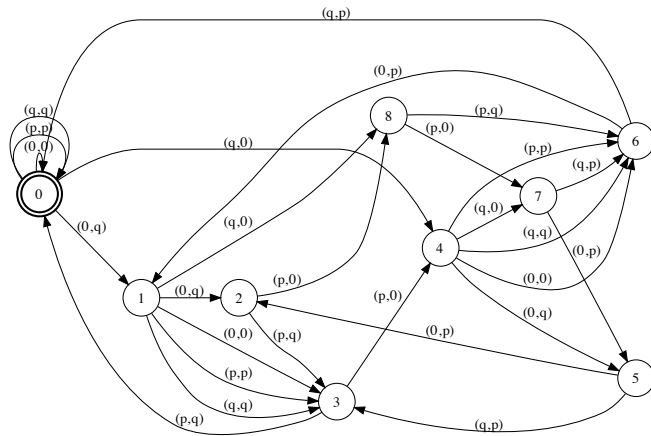 (q,p)
(0,p)
(q,q)
(p,p)
(0,0)
(q,0)
8
(p,q)
(p,0)
(p,p)
6
0
(q,p)
7
(q,0)
(0,q)
(q,0)
(q,q)
(0,p)
4
(0,0)
1
(0,q)
2
(p,0)
(p,0)
(0,q)
(0,0)
(p,q)
(0,p)
(p,p)
(q,q)
3
5
(p,q)
(q,p)